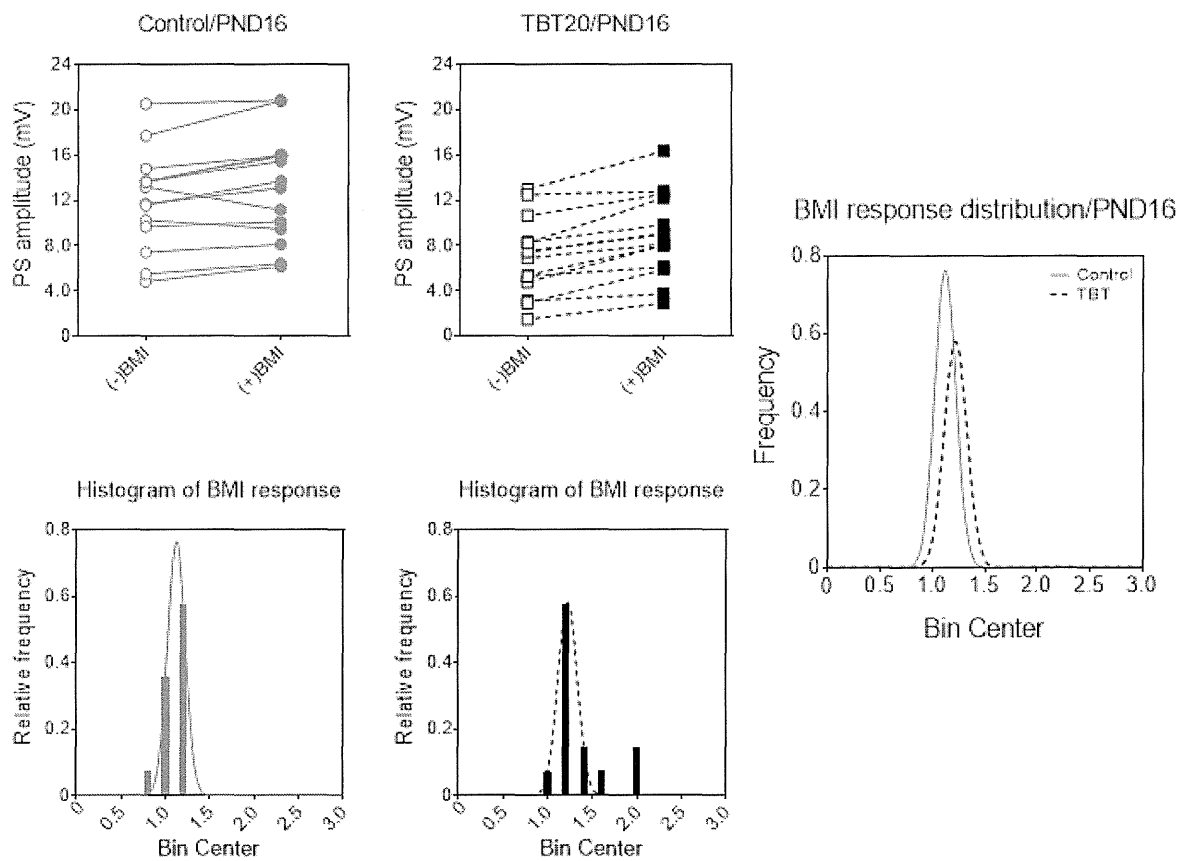 Control/PND16
PS amplitude (mV)
24
20
16
12
8.0
4.0
0
(-)BMI
(+)BMI
TBT20/PND16
PS amplitude (mV)
24
20
16
12
8.0
4.0
0
(-)BMI
(+)BMI
BMI response distribution/PND16
Frequency
0.8
0.6
0.4
0.2
0
Control
TBT
0
0.5
1.0
1.5
2.0
2.5
3.0
Bin Center
Histogram of BMI response
Relative frequency
0.8
0.6
0.4
0.2
0
0
0.5
1.0
1.5
2.0
2.5
3.0
Bin Center
Histogram of BMI response
Relative frequency
0.8
0.6
0.4
0.2
0
0
0.5
1.0
1.5
2.0
2.5
3.0
Bin Center